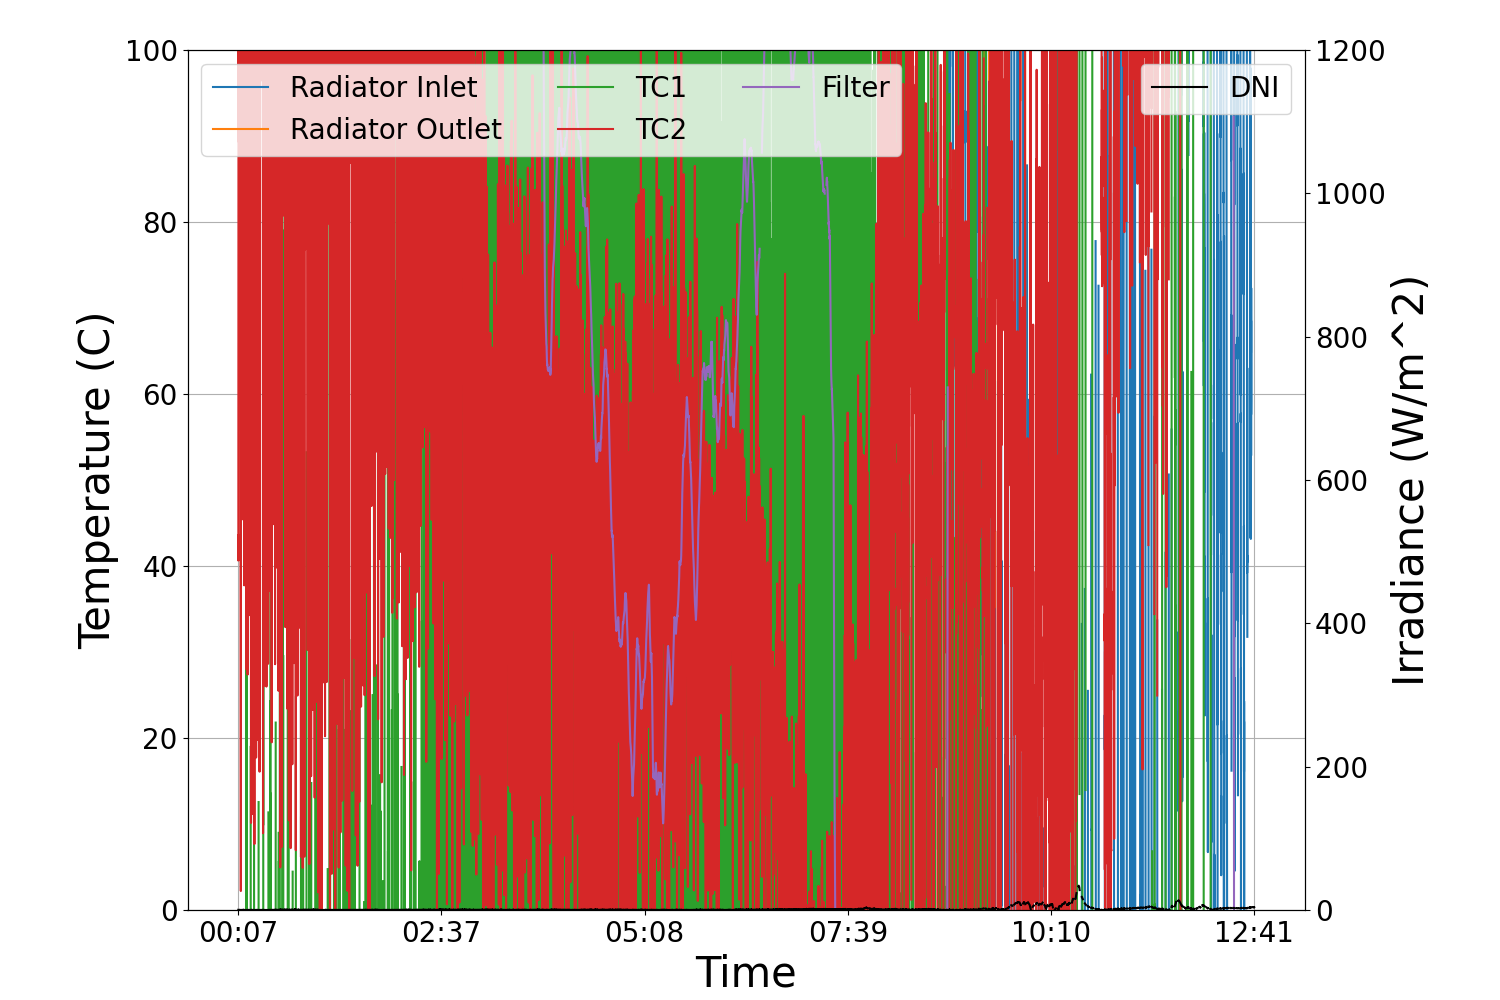 100
80
60
40
20
0
Temperature (C)
Radiator Inlet
Radiator Outlet
TC1
TC2
Filter
DNI
1200
1000
800
600
400
200
0
Irradiance (W/m^2)
00:07
02:37
05:08
07:39
10:10
12:41
Time